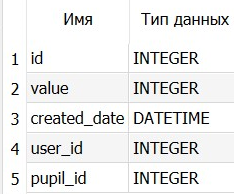 Имя Тип данных
1 id INTEGER
2 value INTEGER
3 created_date DATETIME
4 user_id INTEGER
5 pupil_id INTEGER